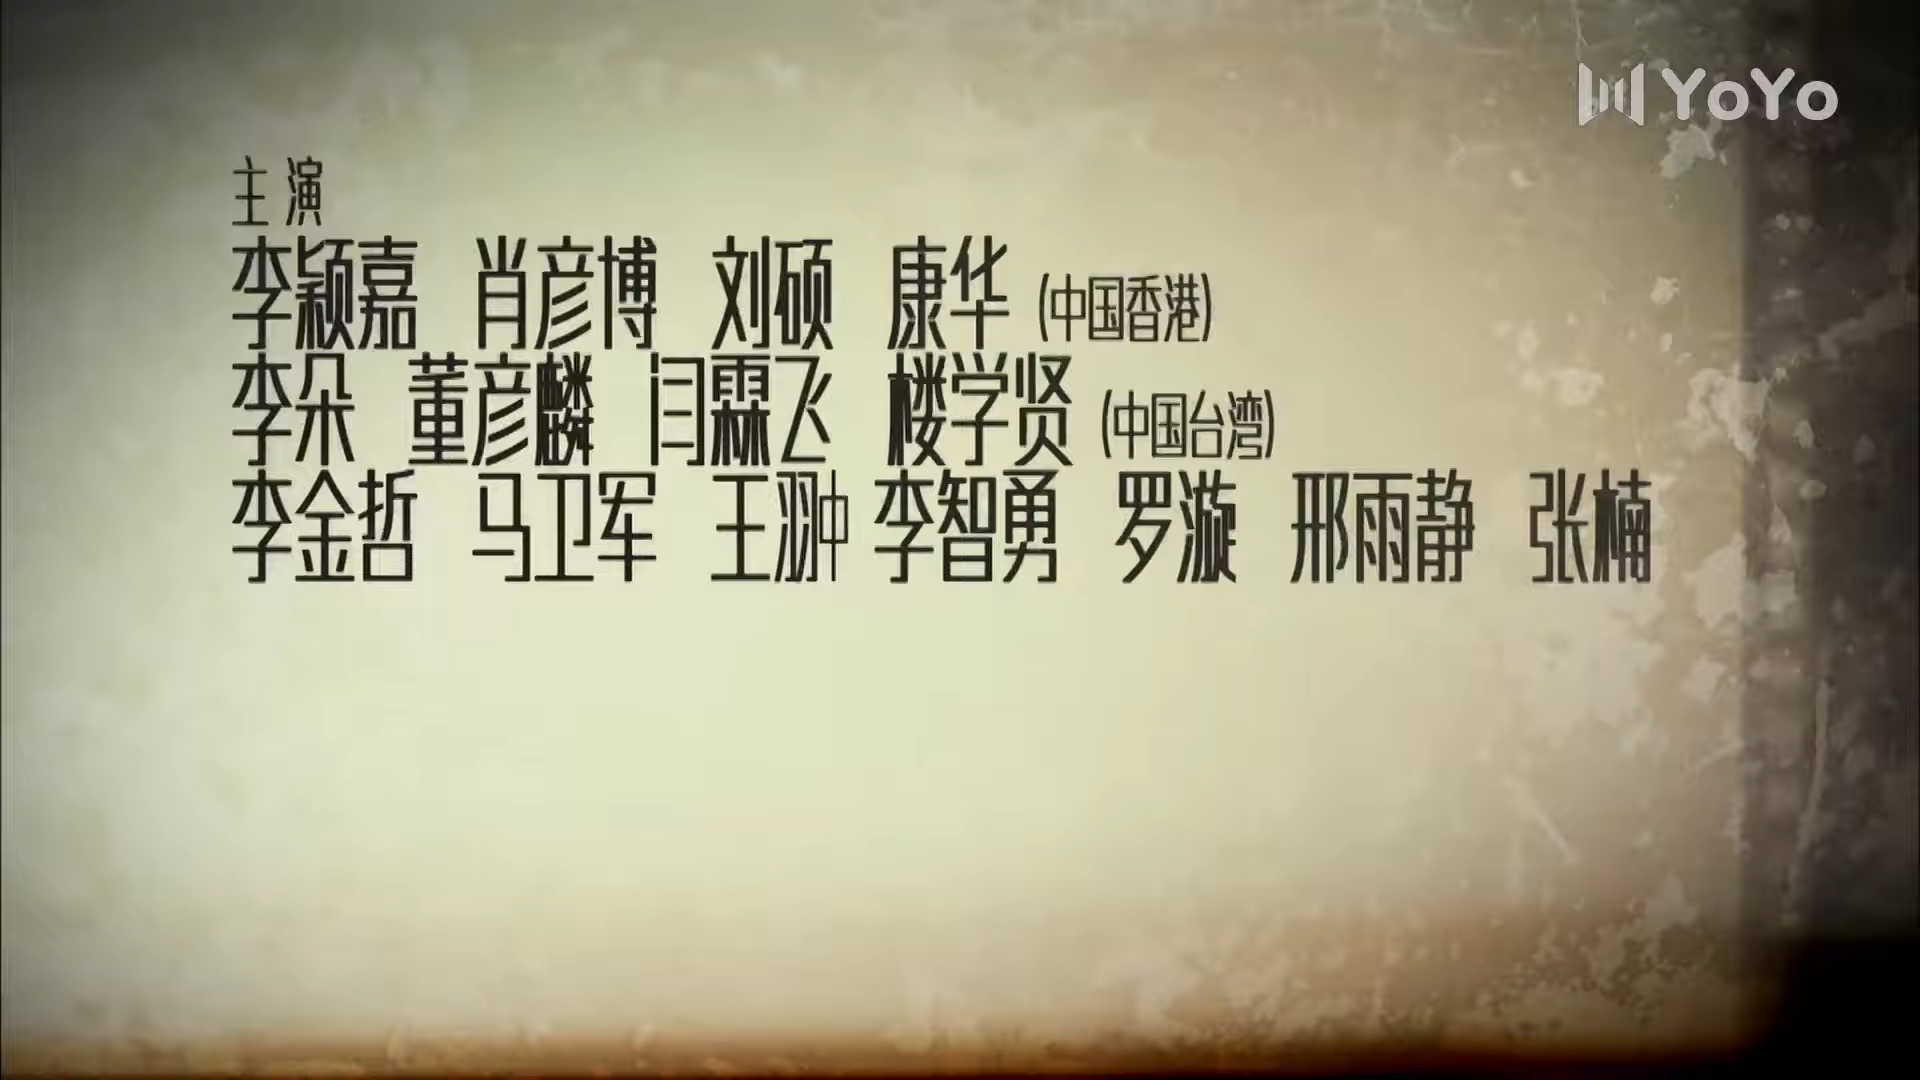 YoYo
主演
李颖嘉 肖彦博 刘硕 康华 (中国香港)
李朵 董彦麟 闫霖飞 楼学贤 (中国台湾)
李金哲 马卫军 王翀 李智勇 罗漩 邢雨静 张楠